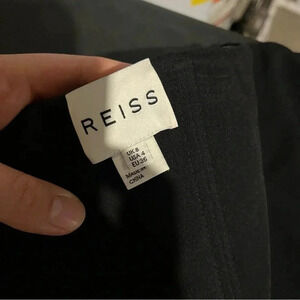 REISS
UK 8
USA 4
EU 36
MADE IN
CHINA